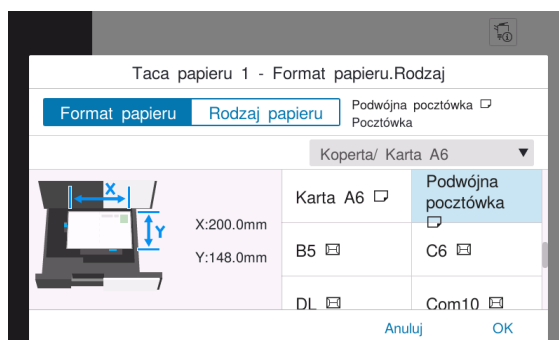 Taca papieru 1 - Format papieru.Rodzaj
Format papieru
Rodzaj papieru
Podwójna pocztówka
Pocztówka
Koperta/ Karta A6
X
Y
X:200.0mm
Y:148.0mm
Karta A6
Podwójna
pocztówka
B5
C6
DL
Com10
Anuluj
OK